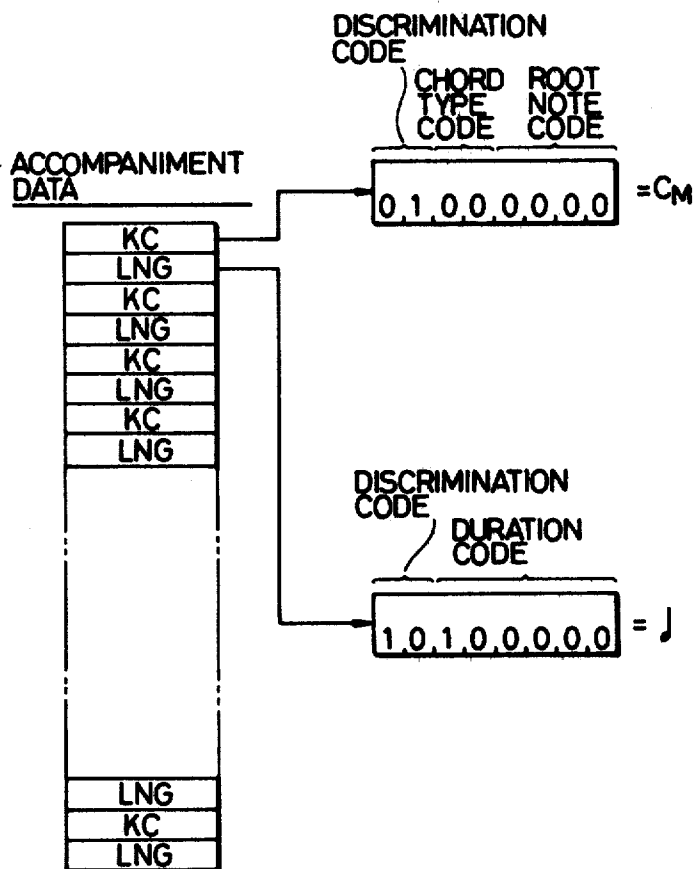 DISCRIMINATION
CODE
CHORD
TYPE
CODE
ROOT
NOTE
CODE
0 1 0 0 0 0 0 0 = CM
ACCOMPANIMENT
DATA
KC
LNG
KC
LNG
KC
LNG
KC
LNG
DISCRIMINATION
CODE
DURATION
CODE
1 0 1 0 0 0 0 0 = ♩
LNG
KC
LNG